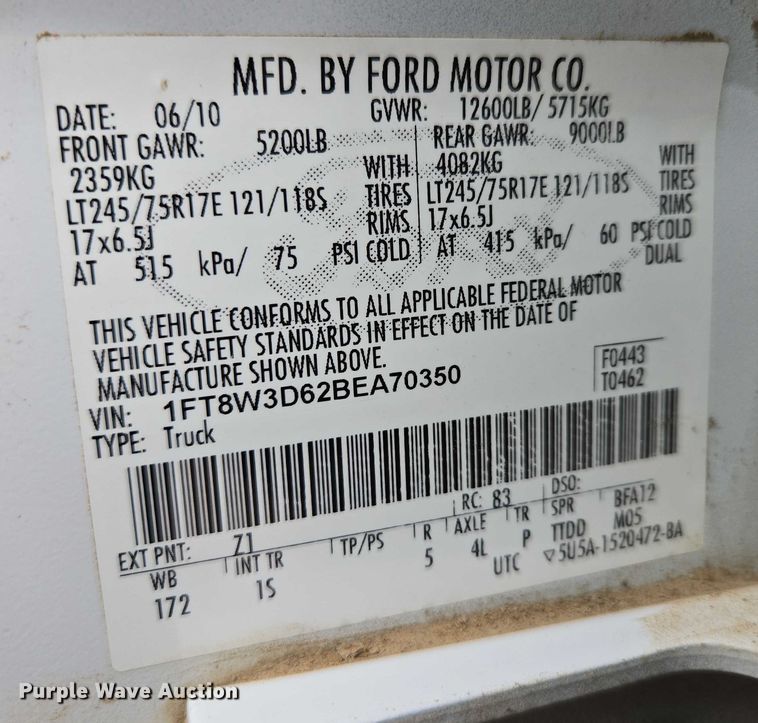 MFD. BY FORD MOTOR CO.
DATE: 06/10 GVWR: 12600LB/ 5715KG
FRONT GAWR: 5200LB REAR GAWR: 9000LB
2359KG WITH 4082KG WITH
LT245/75R17E 121/118S TIRES LT245/75R17E 121/118S TIRES
17x6.5J RIMS 17x6.5J RIMS
AT 515 kPa/ 75 PSI COLD AT 415 kPa/ 60 PSI COLD
DUAL
THIS VEHICLE CONFORMS TO ALL APPLICABLE FEDERAL MOTOR
VEHICLE SAFETY STANDARDS IN EFFECT ON THE DATE OF
MANUFACTURE SHOWN ABOVE.
VIN: 1FT8W3D62BEA70350 F0443
TYPE: Truck T0462
EXT PNT: Z1 RC: 83 DSO:
WB INT TR TP/PS R AXLE TR SPR BFA12
172 1S 5 4L P TTDD M05
UTC ▽5U5A-1520472-BA
Purple Wave Auction